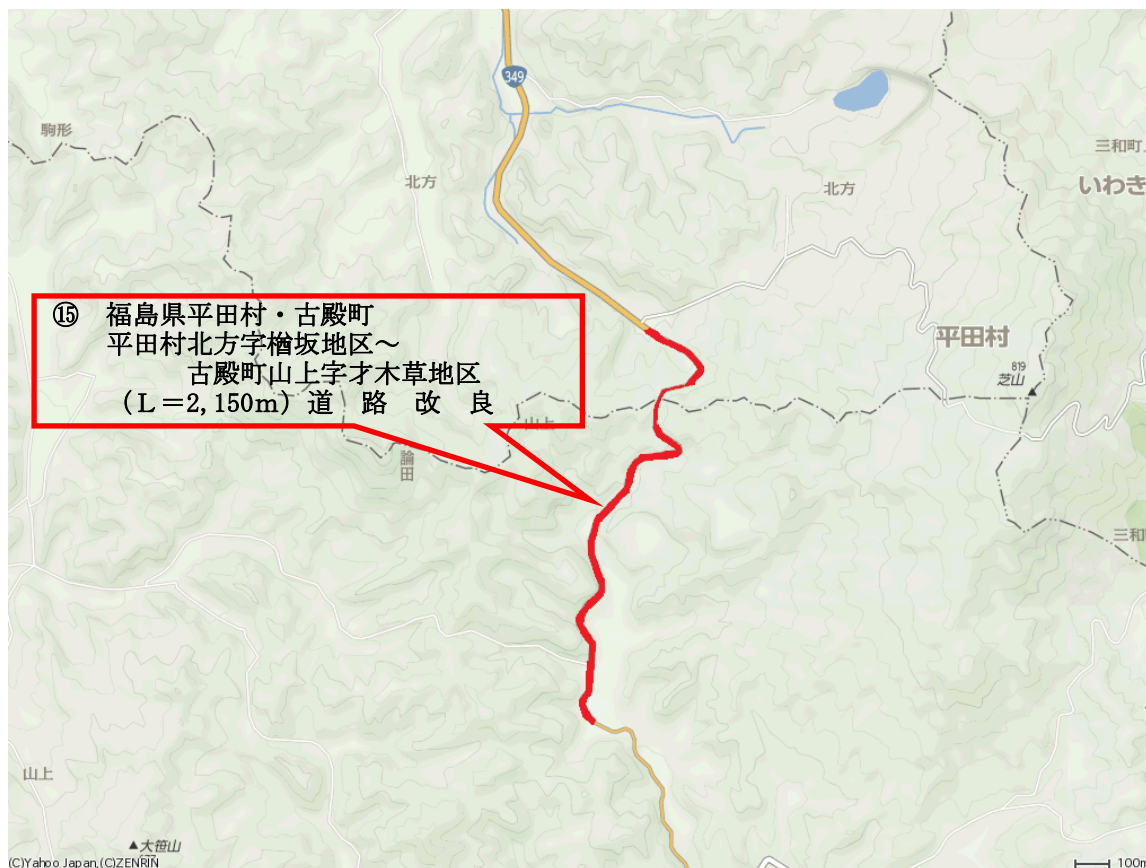 349
駒形
三和町
北方
北方
いわき
⑮ 福島県平田村・古殿町
平田村北方字楢坂地区～
古殿町山上字才木草地区
(L=2,150m) 道 路 改 良
平田村
819
芝山
山上
論田
三和
山上
▲大笹山
(C)Yahoo Japan,(C)ZENRIN
100m